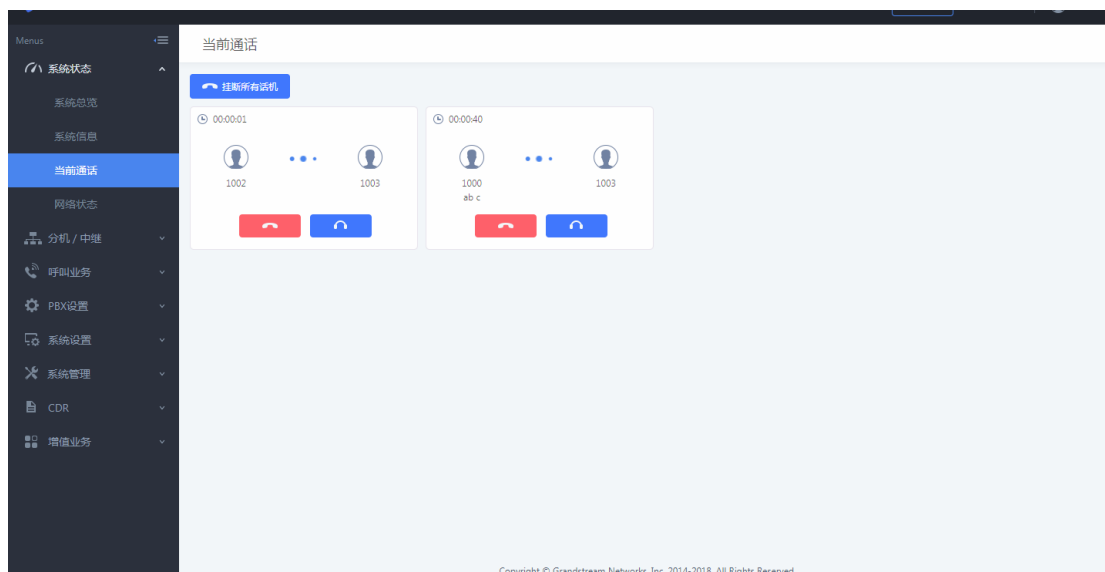 Menus
当前通话
系统状态
系统总览
系统信息
当前通话
网络状态
分机 / 中继
呼叫业务
PBX设置
系统设置
系统管理
CDR
增值业务
挂断所有话机
00:00:01
1002
1003
00:00:40
1000
ab c
1003
Copyright © Grandstream Networks, Inc. 2014-2018. All Rights Reserved.